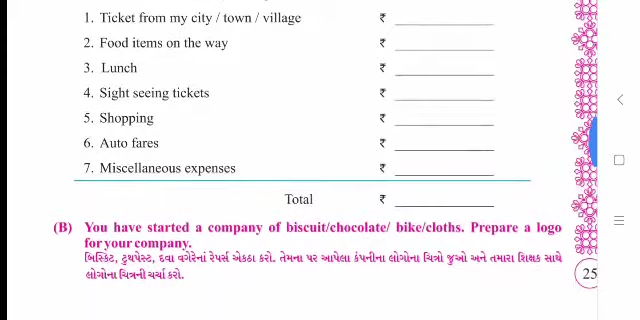 1. Ticket from my city / town / village ₹
2. Food items on the way ₹
3. Lunch ₹
4. Sight seeing tickets ₹
5. Shopping ₹
6. Auto fares ₹
7. Miscellaneous expenses ₹
Total ₹
(B) You have started a company of biscuit/chocolate/ bike/cloths. Prepare a logo
for your company.
બિસ્કિટ, ટુથપેસ્ટ, દવા વગેરેનાં રેપર્સ એકઠા કરો. તેમના પર આપેલા કંપનીના લોગોના ચિત્રો જુઓ અને તમારા શિક્ષક સાથે
લોગોના ચિત્રની ચર્ચા કરો.
25